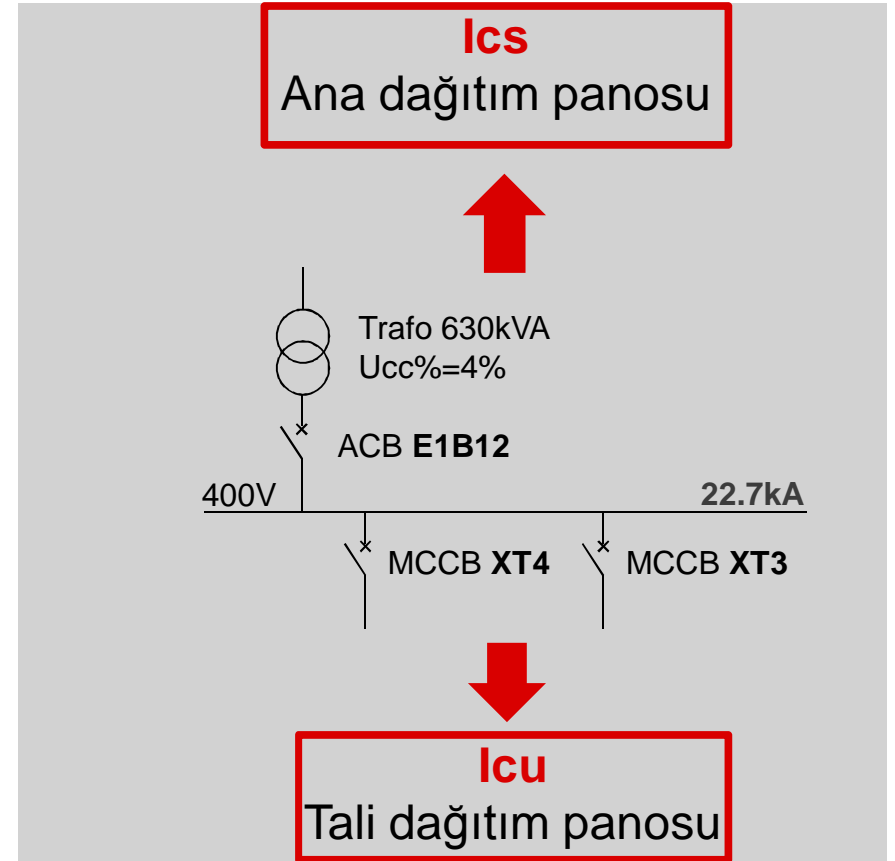 Ics
Ana dağıtım panosu
Trafo 630kVA
Ucc%=4%
ACB E1B12
400V 22.7kA
MCCB XT4 MCCB XT3
Icu
Tali dağıtım panosu